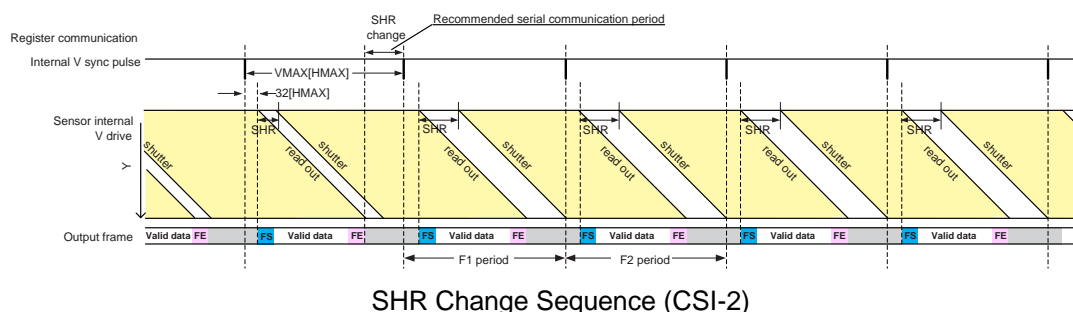 SHR
change
Recommended serial communication period
Register communication
Internal V sync pulse
VMAX[HMAX]
32[HMAX]
Sensor internal
V drive
Y
SHR
SHR
SHR
SHR
SHR
shutter
read out
shutter
read out
shutter
read out
shutter
read out
shutter
read out
shutter
Output frame
Valid data
FE
FS
Valid data
FE
FS
Valid data
FE
FS
Valid data
FE
FS
Valid data
FE
FS
Valid data
FE
F1 period
F2 period
SHR Change Sequence (CSI-2)